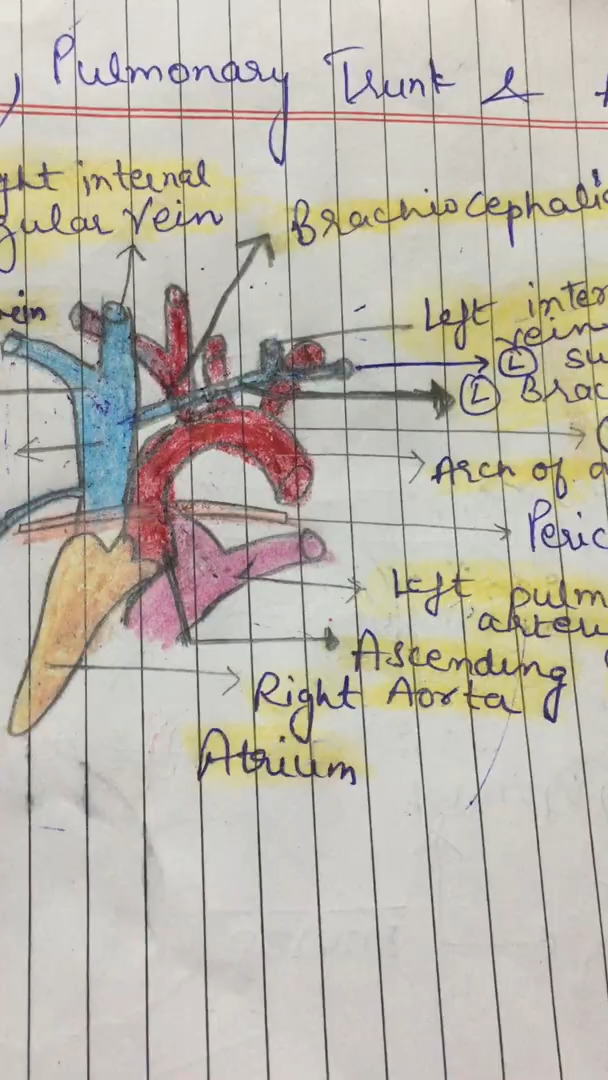 Pulmonary Trunk &
ght internal
gular Vein
Brachiocephalic
rein
Left inter
vein
(L) su
(L) Brac
Arch of a
Peric
Left pulm
arter
Ascending
Aorta
Right
Atrium